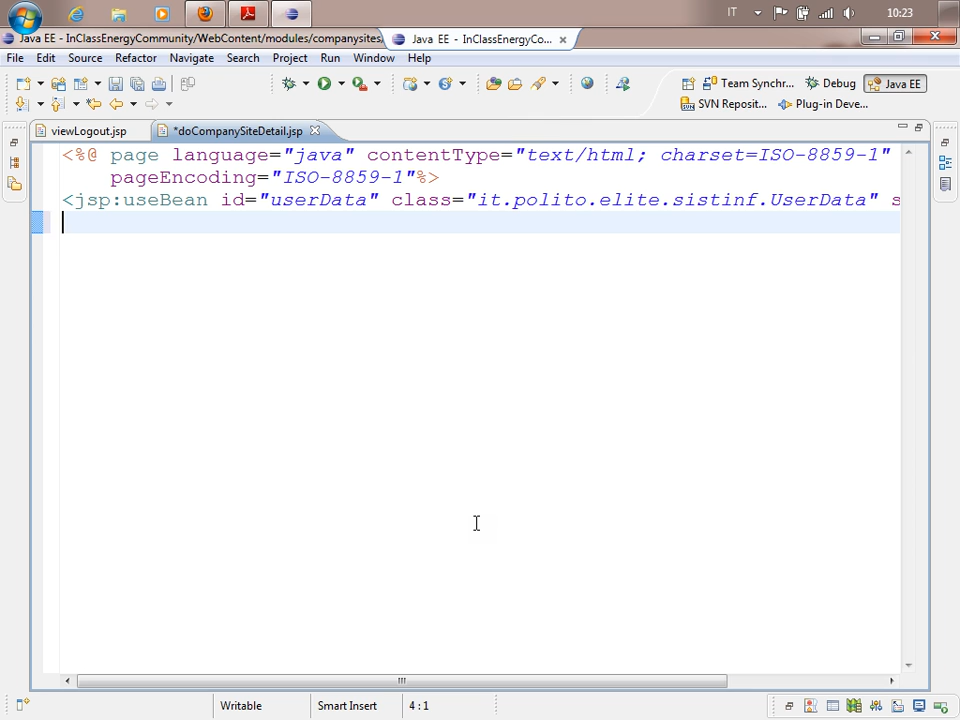 IT
10:23
Java EE - InClassEnergyCommunity/WebContent/modules/companysites
Java EE - InClassEnergyCo...
File Edit Source Refactor Navigate Search Project Run Window Help
Team Synchr... Debug Java EE
SVN Reposit... Plug-in Deve...
viewLogout.jsp *doCompanySiteDetail.jsp
<%@ page language="java" contentType="text/html; charset=ISO-8859-1"
pageEncoding="ISO-8859-1"%>
<jsp:useBean id="userData" class="it.polito.elite.sistinf.UserData" s
Writable Smart Insert 4 : 1